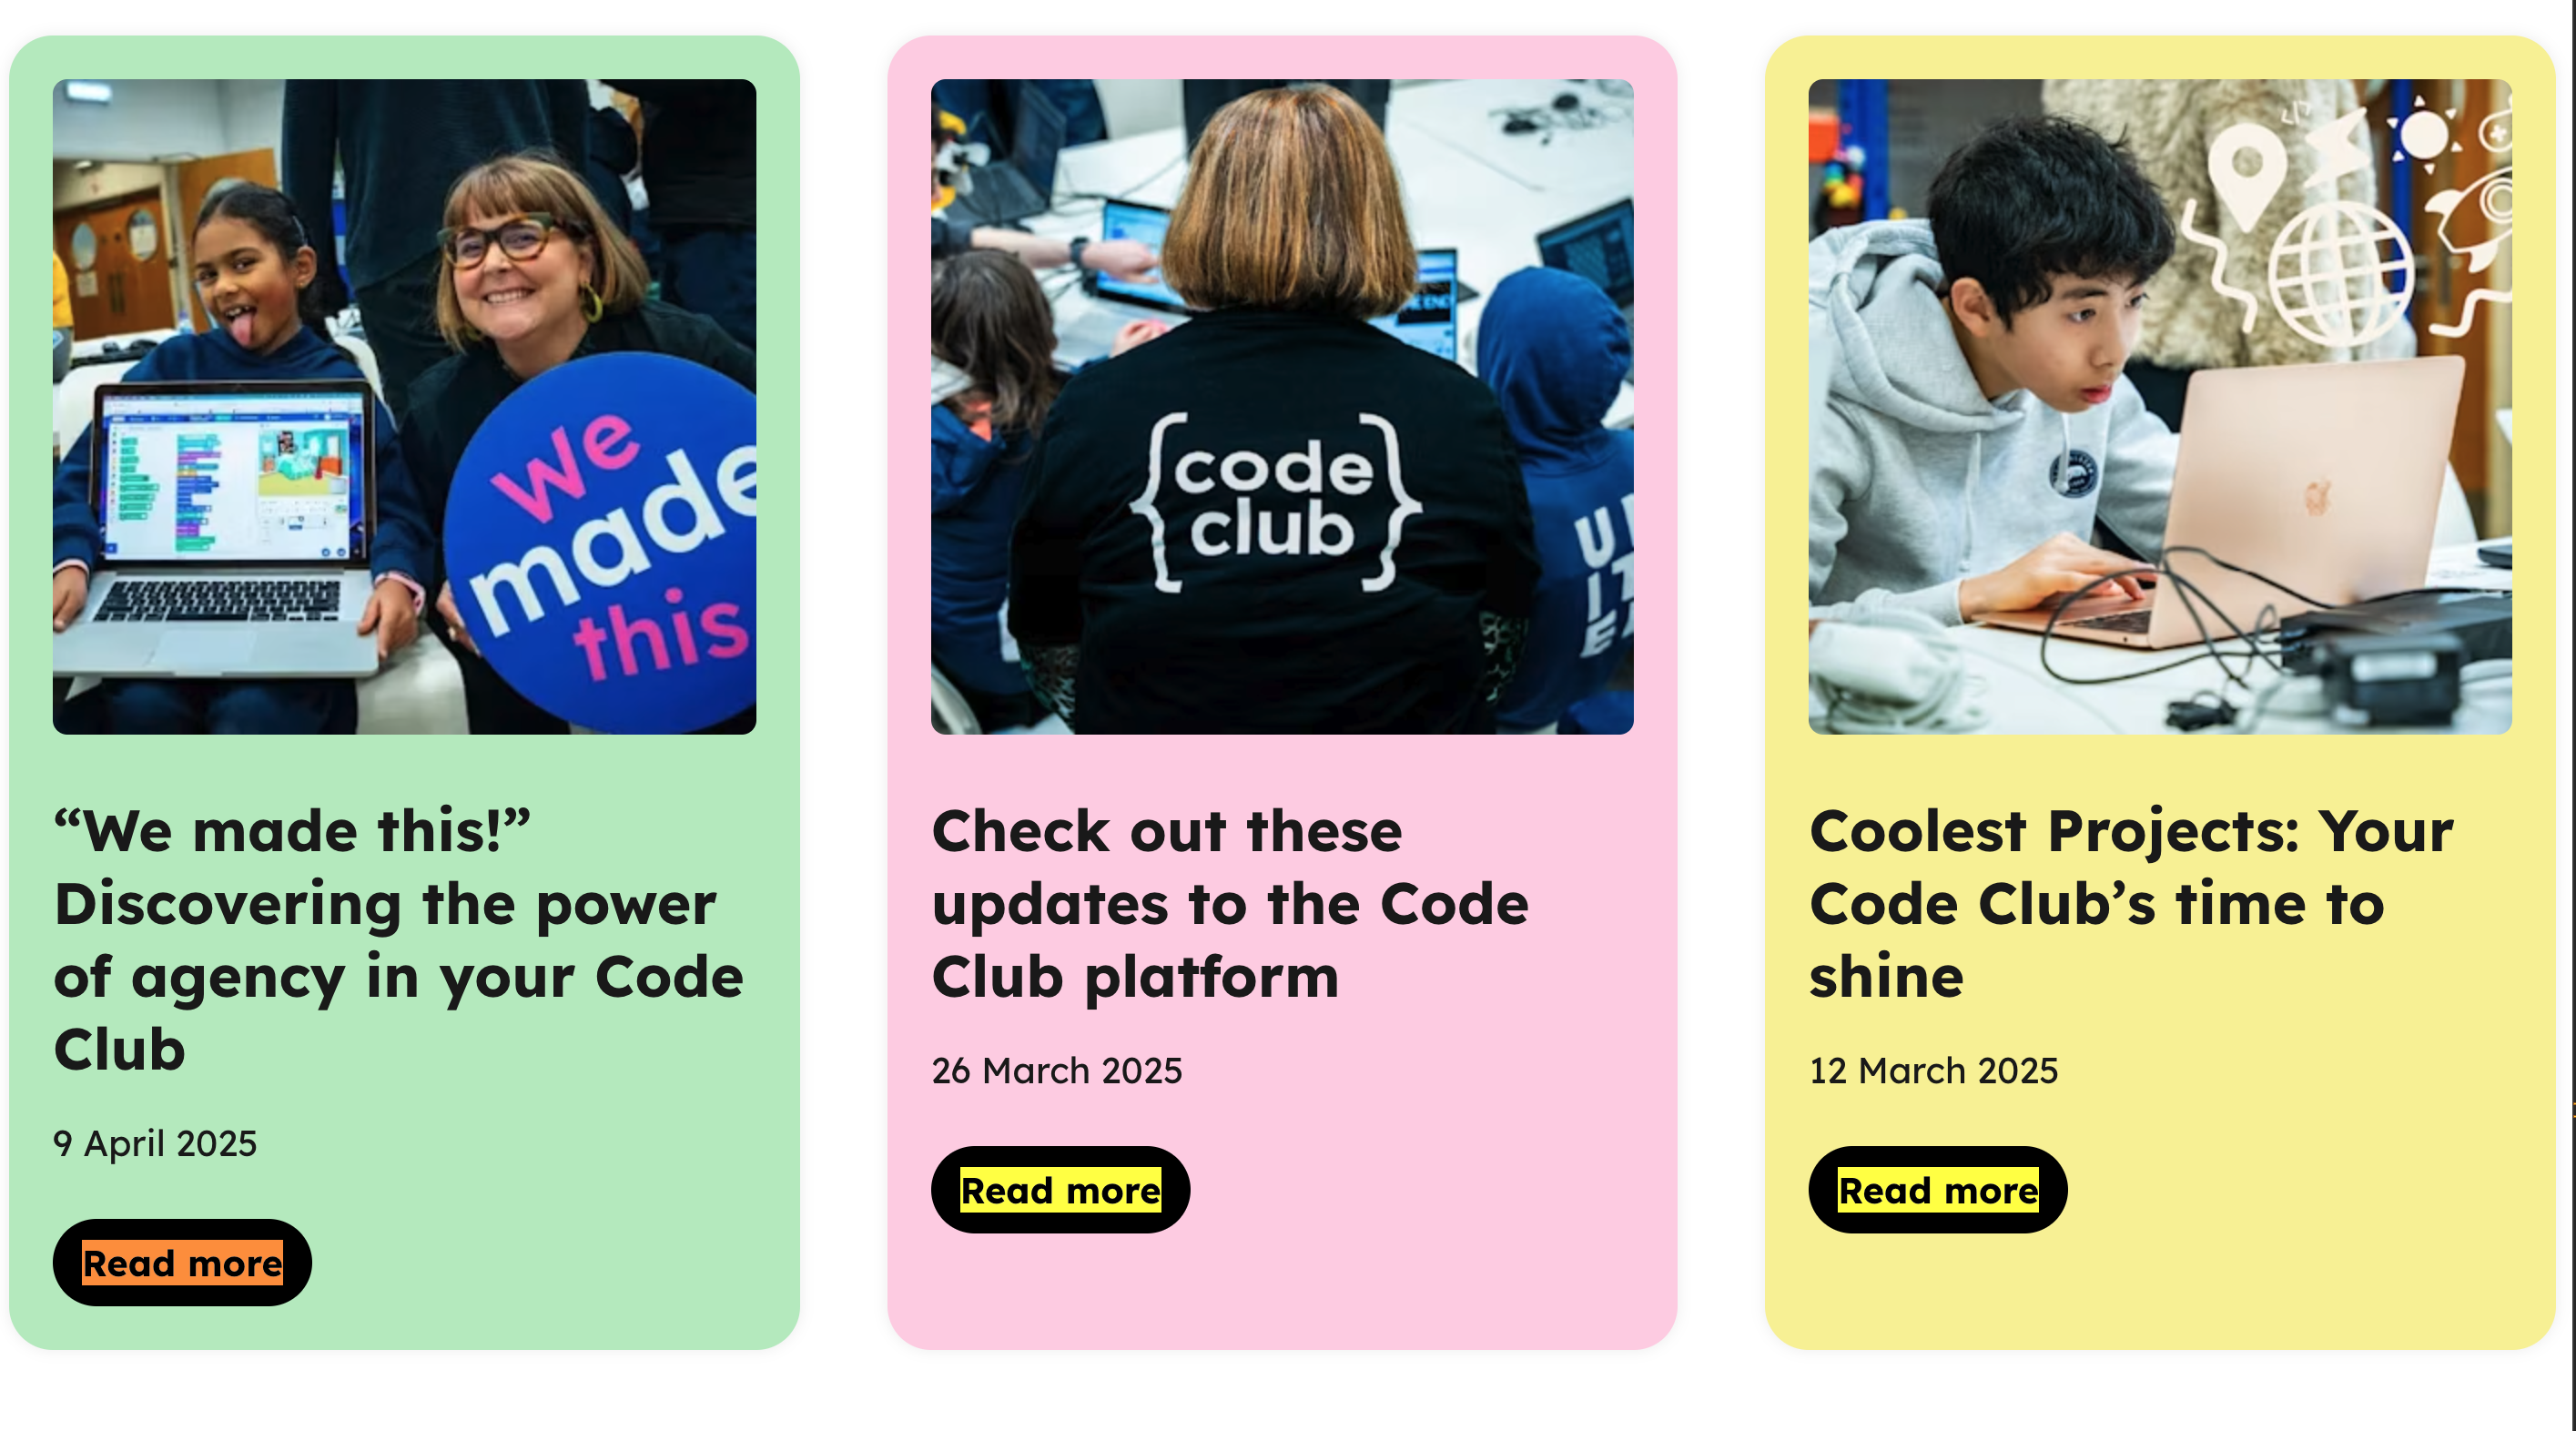 we
made
this
"We made this!"
Discovering the power
of agency in your Code
Club
9 April 2025
Read more
{code
club}
Check out these
updates to the Code
Club platform
26 March 2025
Read more
Coolest Projects: Your
Code Club's time to
shine
12 March 2025
Read more